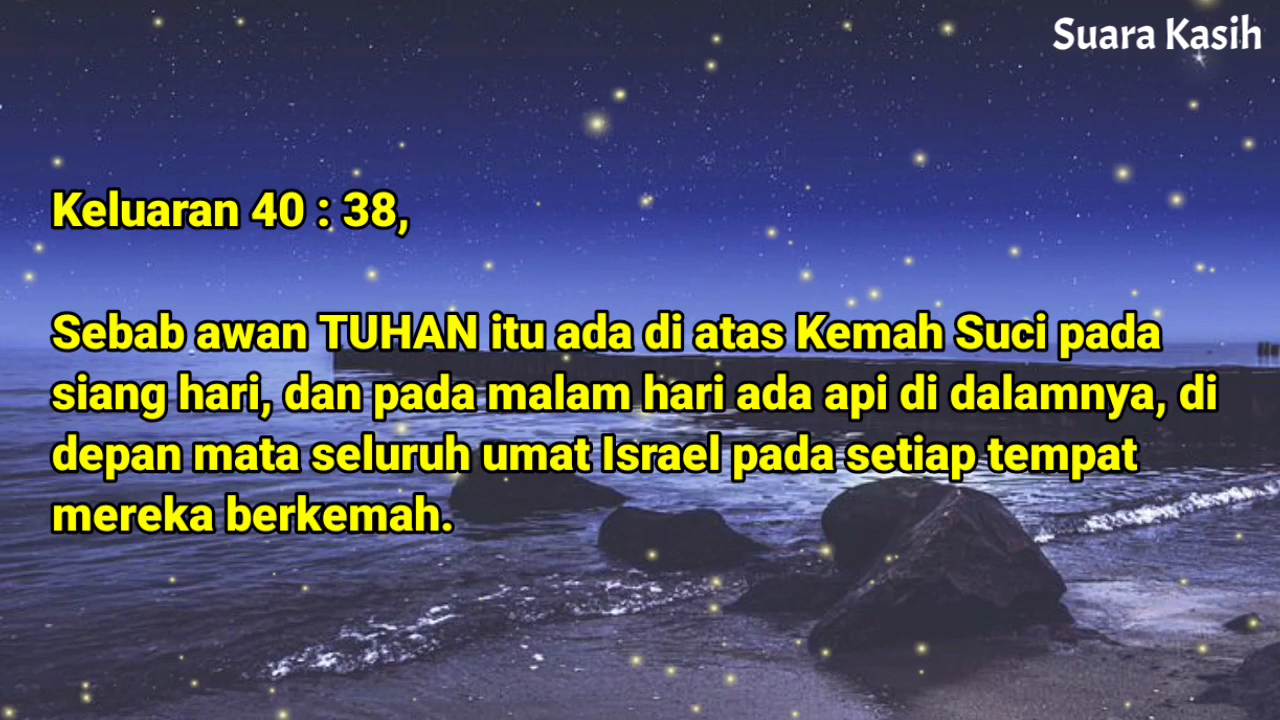 Suara Kasih
Keluaran 40 : 38,
Sebab awan TUHAN itu ada di atas Kemah Suci pada
siang hari, dan pada malam hari ada api di dalamnya, di
depan mata seluruh umat Israel pada setiap tempat
mereka berkemah.